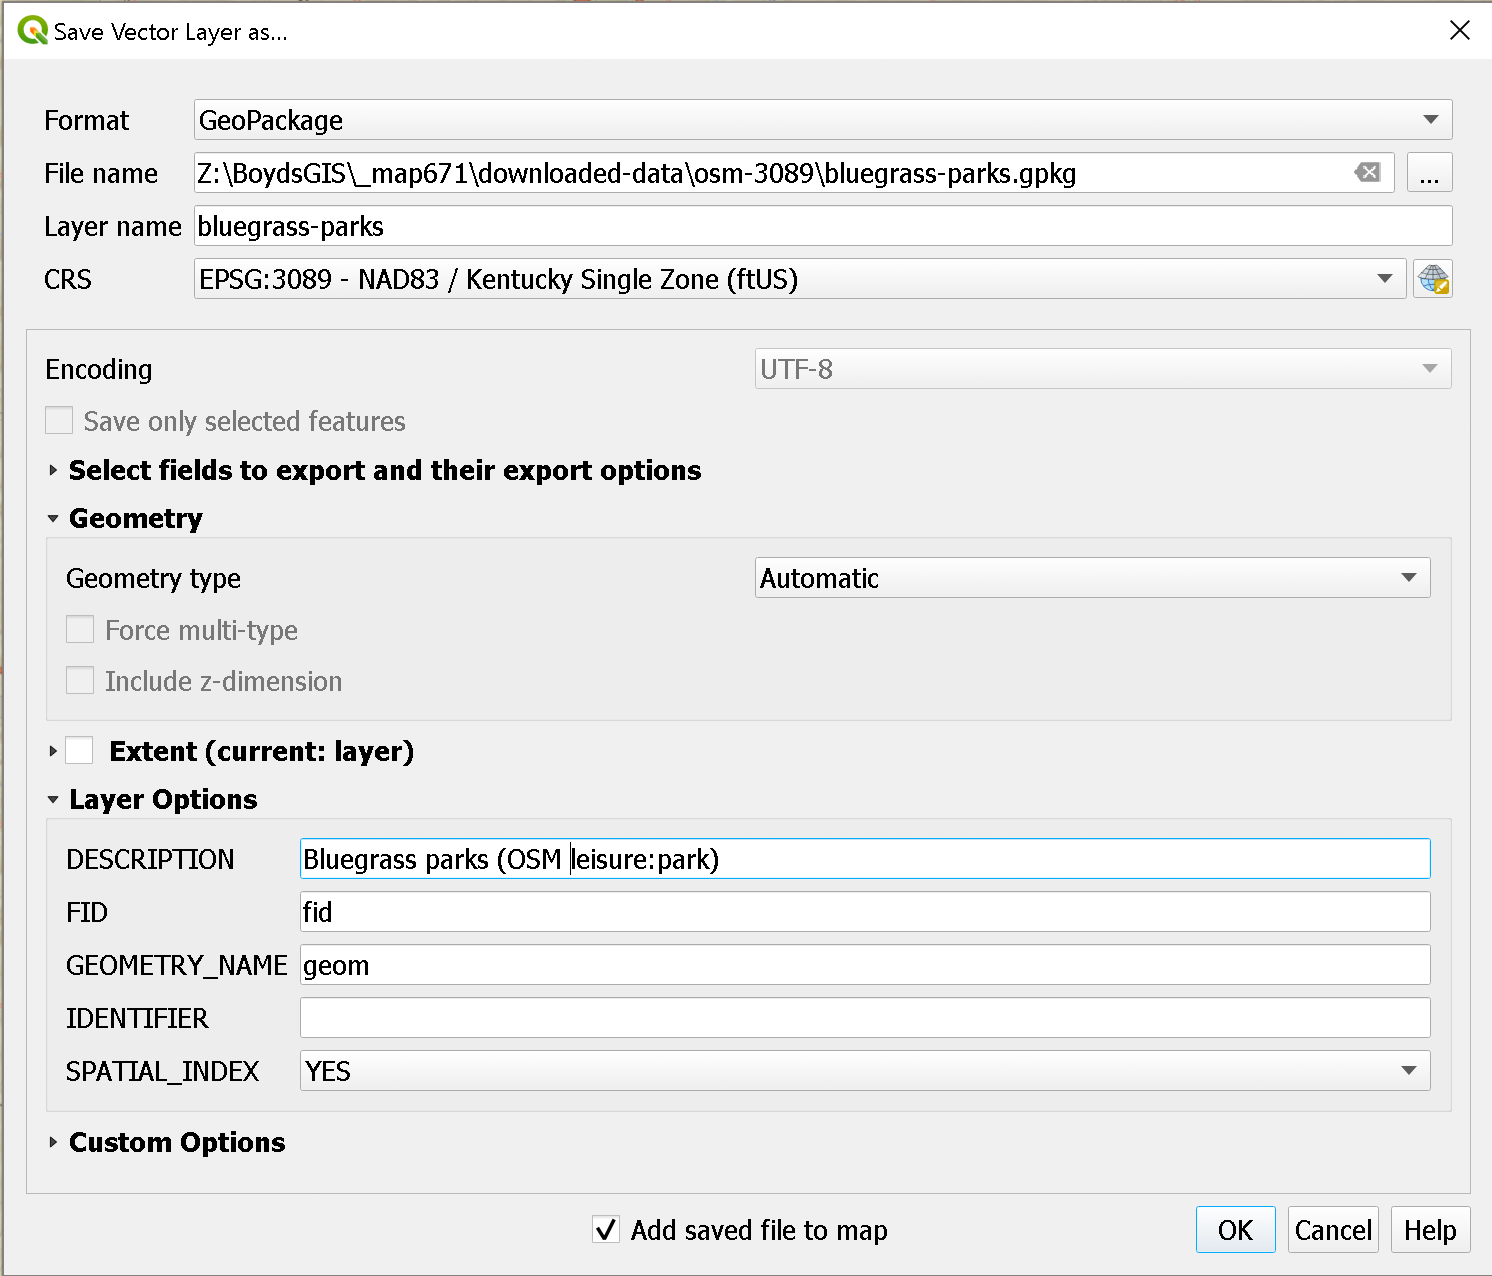 Save Vector Layer as...
Format GeoPackage
File name Z:\BoydsGIS\_map671\downloaded-data\osm-3089\bluegrass-parks.gpkg ...
Layer name bluegrass-parks
CRS EPSG:3089 - NAD83 / Kentucky Single Zone (ftUS)
Encoding UTF-8
Save only selected features
Select fields to export and their export options
Geometry
Geometry type Automatic
Force multi-type
Include z-dimension
Extent (current: layer)
Layer Options
DESCRIPTION Bluegrass parks (OSM leisure:park)
FID fid
GEOMETRY_NAME geom
IDENTIFIER
SPATIAL_INDEX YES
Custom Options
Add saved file to map OK Cancel Help